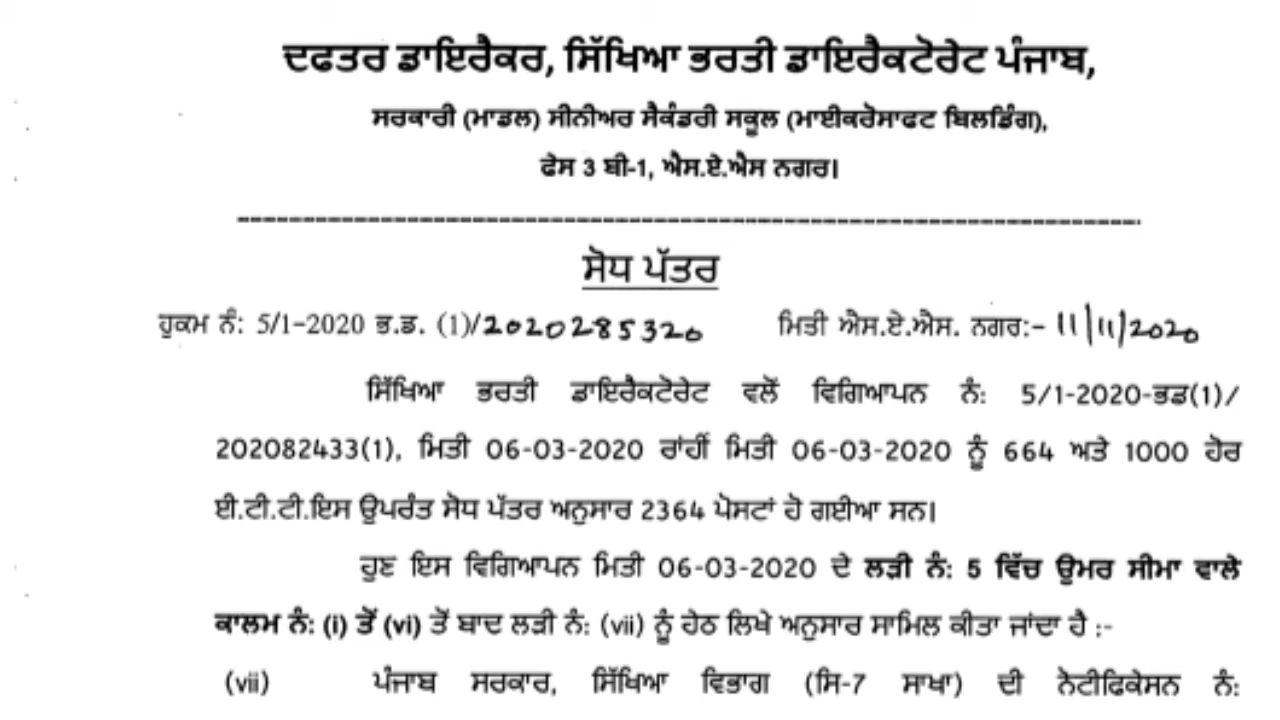 ਦਫਤਰ ਡਾਇਰੈਕਰ, ਸਿੱਖਿਆ ਭਰਤੀ ਡਾਇਰੈਕਟੋਰੇਟ ਪੰਜਾਬ,
ਸਰਕਾਰੀ (ਮਾਡਲ) ਸੀਨੀਅਰ ਸੈਕੰਡਰੀ ਸਕੂਲ (ਮਾਈਕਰੋਸਾਫਟ ਬਿਲਡਿੰਗ),
ਫੇਸ 3 ਬੀ-1, ਐਸ.ਏ.ਐਸ ਨਗਰ।
ਸੋਧ ਪੱਤਰ
ਹੁਕਮ ਨੰ: 5/1-2020 ਭ.ਡ. (1)/2020285320 ਮਿਤੀ ਐਸ.ਏ.ਐਸ. ਨਗਰ:- 11/11/2020
ਸਿੱਖਿਆ ਭਰਤੀ ਡਾਇਰੈਕਟੋਰੇਟ ਵਲੋਂ ਵਿਗਿਆਪਨ ਨੰ: 5/1-2020-ਭਡ(1)/
202082433(1), ਮਿਤੀ 06-03-2020 ਰਾਂਹੀਂ ਮਿਤੀ 06-03-2020 ਨੂੰ 664 ਅਤੇ 1000 ਹੋਰ
ਈ.ਟੀ.ਟੀ.ਇਸ ਉਪਰੰਤ ਸੋਧ ਪੱਤਰ ਅਨੁਸਾਰ 2364 ਪੋਸਟਾਂ ਹੋ ਗਈਆ ਸਨ।
ਹੁਣ ਇਸ ਵਿਗਿਆਪਨ ਮਿਤੀ 06-03-2020 ਦੇ ਲੜੀ ਨੰ: 5 ਵਿੱਚ ਉਮਰ ਸੀਮਾ ਵਾਲੇ
ਕਾਲਮ ਨੰ: (i) ਤੋਂ (vi) ਤੋਂ ਬਾਦ ਲੜੀ ਨੰ: (vii) ਨੂੰ ਹੇਠ ਲਿਖੇ ਅਨੁਸਾਰ ਸਾਮਿਲ ਕੀਤਾ ਜਾਂਦਾ ਹੈ :-
(vii) ਪੰਜਾਬ ਸਰਕਾਰ, ਸਿੱਖਿਆ ਵਿਭਾਗ (ਸਿ-7 ਸਾਖਾ) ਦੀ ਨੋਟੀਫਿਕੇਸਨ ਨੰ: